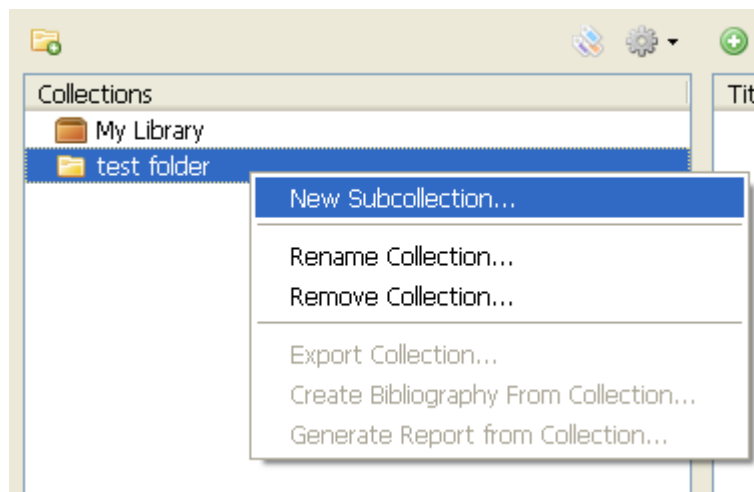 Collections
Tit
My Library
test folder
New Subcollection...
Rename Collection...
Remove Collection...
Export Collection...
Create Bibliography From Collection...
Generate Report from Collection...